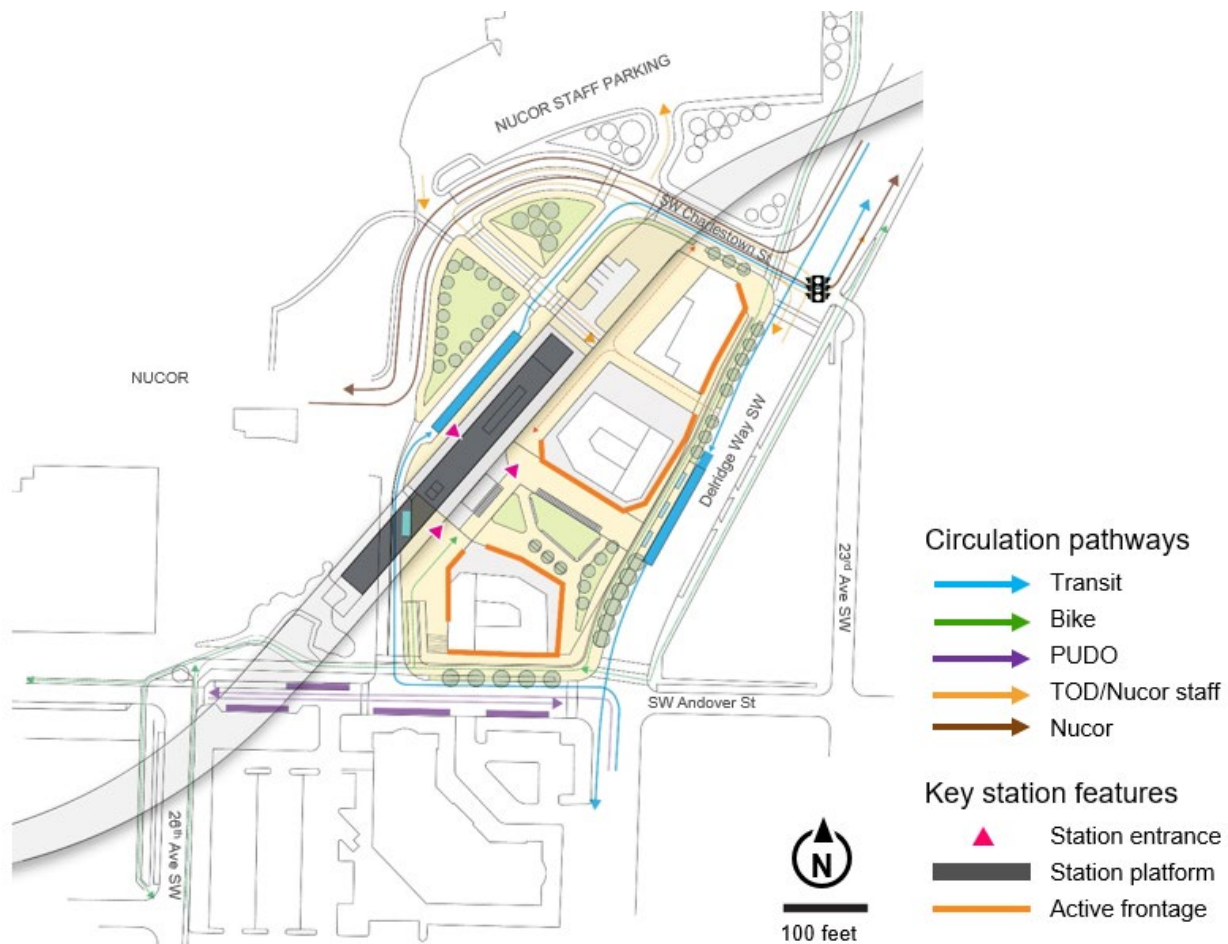 NUCOR STAFF PARKING
SW Charlestown St
NUCOR
Delridge Way SW
23rd Ave SW
SW Andover St
26th Ave SW
Circulation pathways
Transit
Bike
PUDO
TOD/Nucor staff
Nucor
Key station features
Station entrance
Station platform
Active frontage
N
100 feet